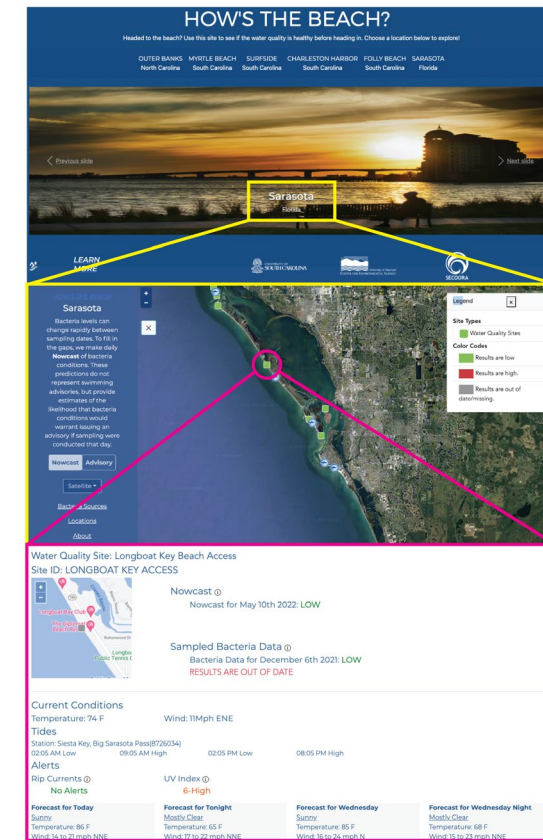 HOW'S THE BEACH?
Headed to the beach? Use this site to see if the water quality is healthy before heading in. Choose a location below to explore!
OUTER BANKS MYRTLE BEACH SURFSIDE CHARLESTON HARBOR FOLLY BEACH SARASOTA
North Carolina South Carolina South Carolina South Carolina South Carolina Florida
Previous slide
Next slide
Sarasota
Florida
LEARN
MORE
UNIVERSITY OF
SOUTH CAROLINA
SECOORA
Sarasota
Bacteria levels can
change rapidly between
sampling dates. To fill in
the gaps, we make daily
Nowcast of bacteria
conditions. These
predictions do not
represent swimming
advisories, but provide
estimates of the
likelihood that bacteria
conditions would
warrant issuing an
advisory if sampling were
conducted that day.
Nowcast Advisory
Satellite
Bacteria Sources
Locations
About
+
-
×
Legend
×
Site Types
Water Quality Sites
Color Codes
Results are low
Results are high.
Results are out of
date/missing.
Water Quality Site: Longboat Key Beach Access
Site ID: LONGBOAT KEY ACCESS
+
-
Longboat Bay Club
Beach Re
Longbo
Public Tennis C
Nowcast
Nowcast for May 10th 2022: LOW
Sampled Bacteria Data
Bacteria Data for December 6th 2021: LOW
RESULTS ARE OUT OF DATE
Current Conditions
Temperature: 74 F Wind: 11Mph ENE
Tides
Station: Siesta Key, Big Sarasota Pass(8726034)
02:05 AM Low 09:05 AM High 02:05 PM Low 08:05 PM High
Alerts
Rip Currents UV Index
No Alerts 6-High
Forecast for Today Forecast for Tonight Forecast for Wednesday Forecast for Wednesday Night
Sunny Mostly Clear Sunny Mostly Clear
Temperature: 86 F Temperature: 65 F Temperature: 85 F Temperature: 68 F
Wind: 14 to 21 mph NNE Wind: 17 to 22 mph NNE Wind: 16 to 24 mph N Wind: 15 to 23 mph NNE